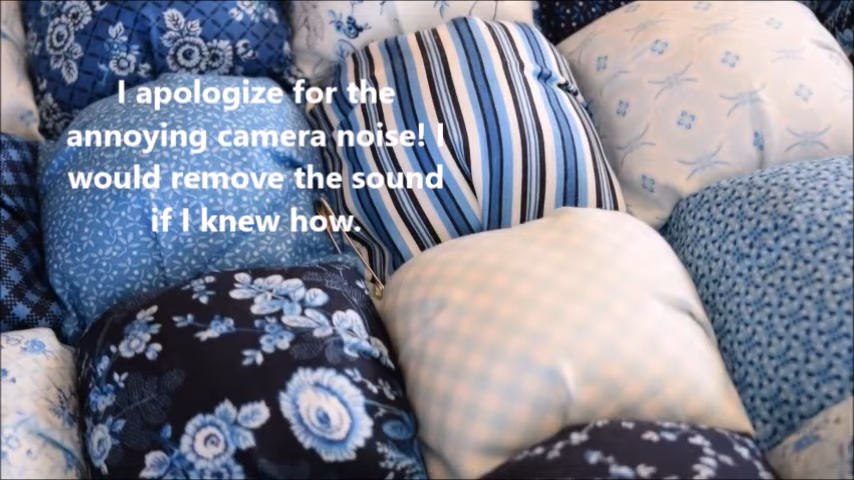 I apologize for the
annoying camera noise! I
would remove the sound
if I knew how.